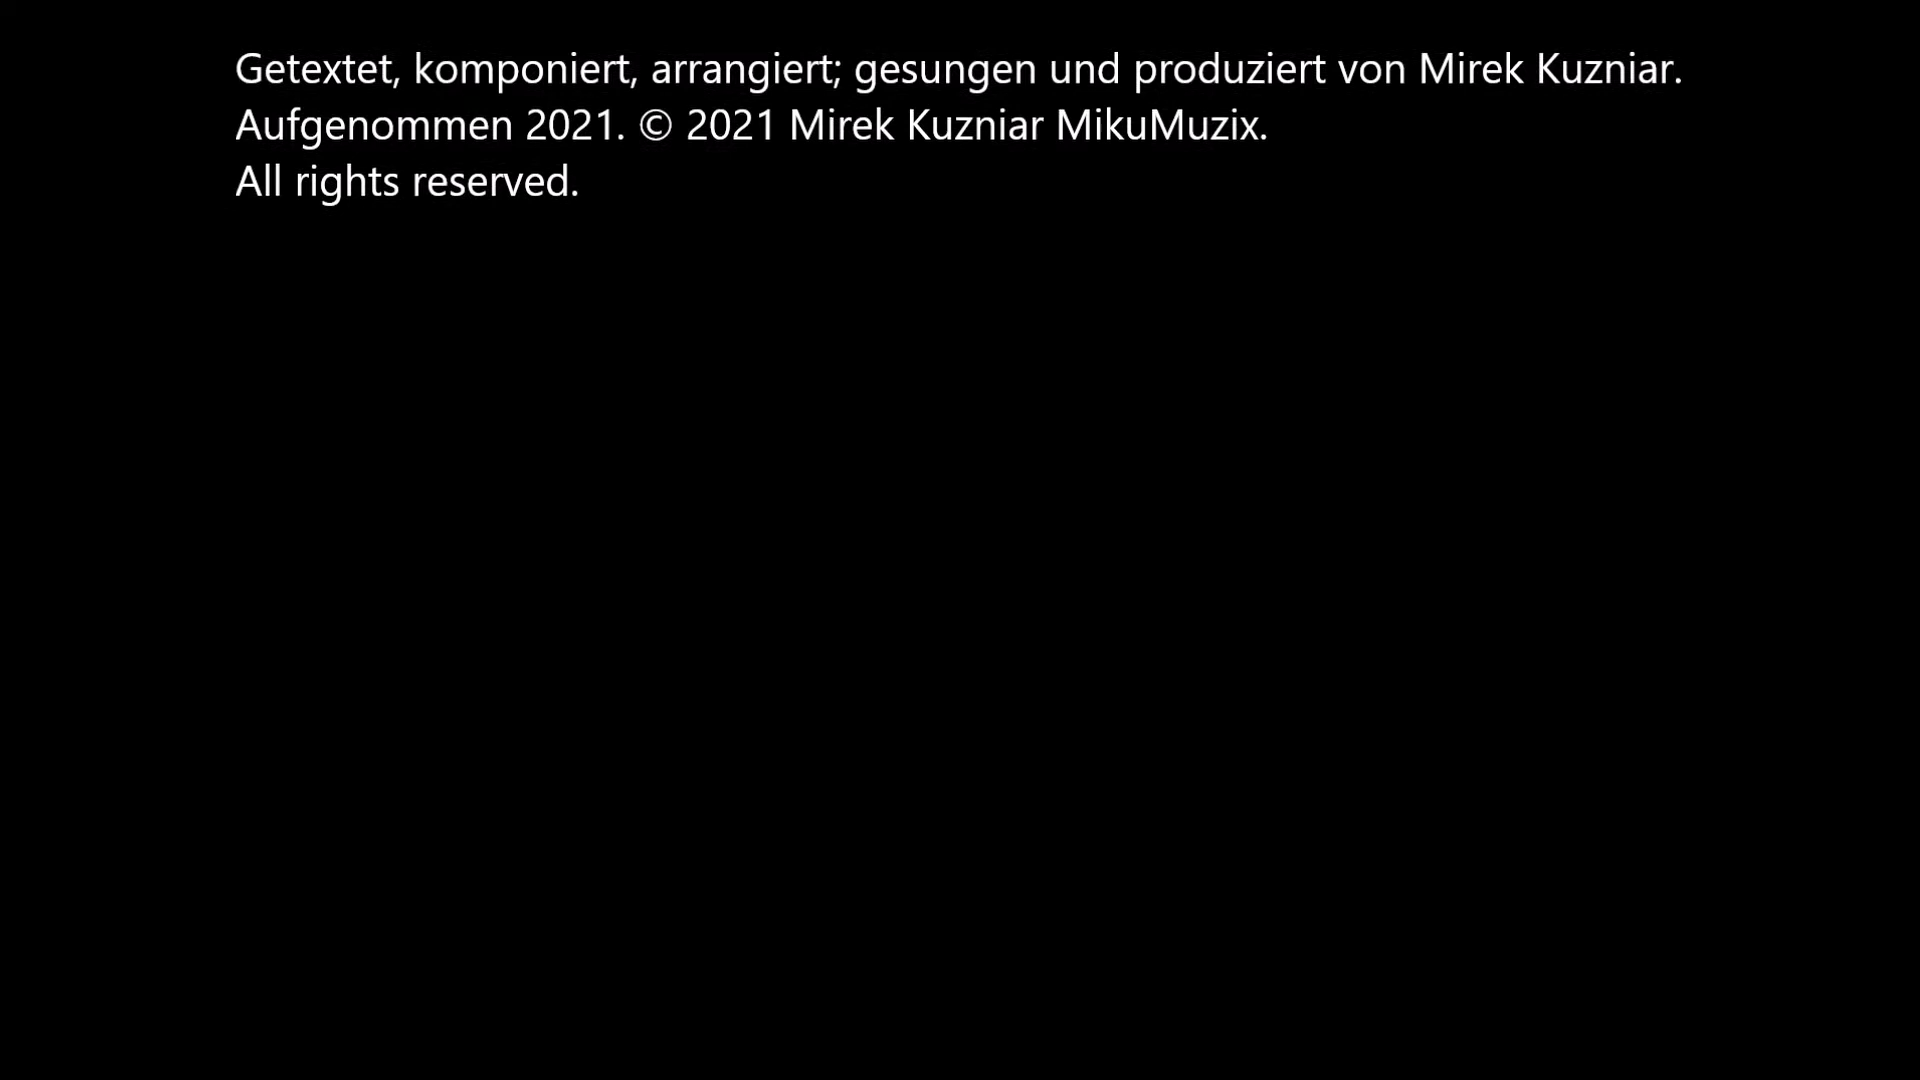 Getextet, komponiert, arrangiert; gesungen und produziert von Mirek Kuzniar.
Aufgenommen 2021. © 2021 Mirek Kuzniar MikuMuzix.
All rights reserved.